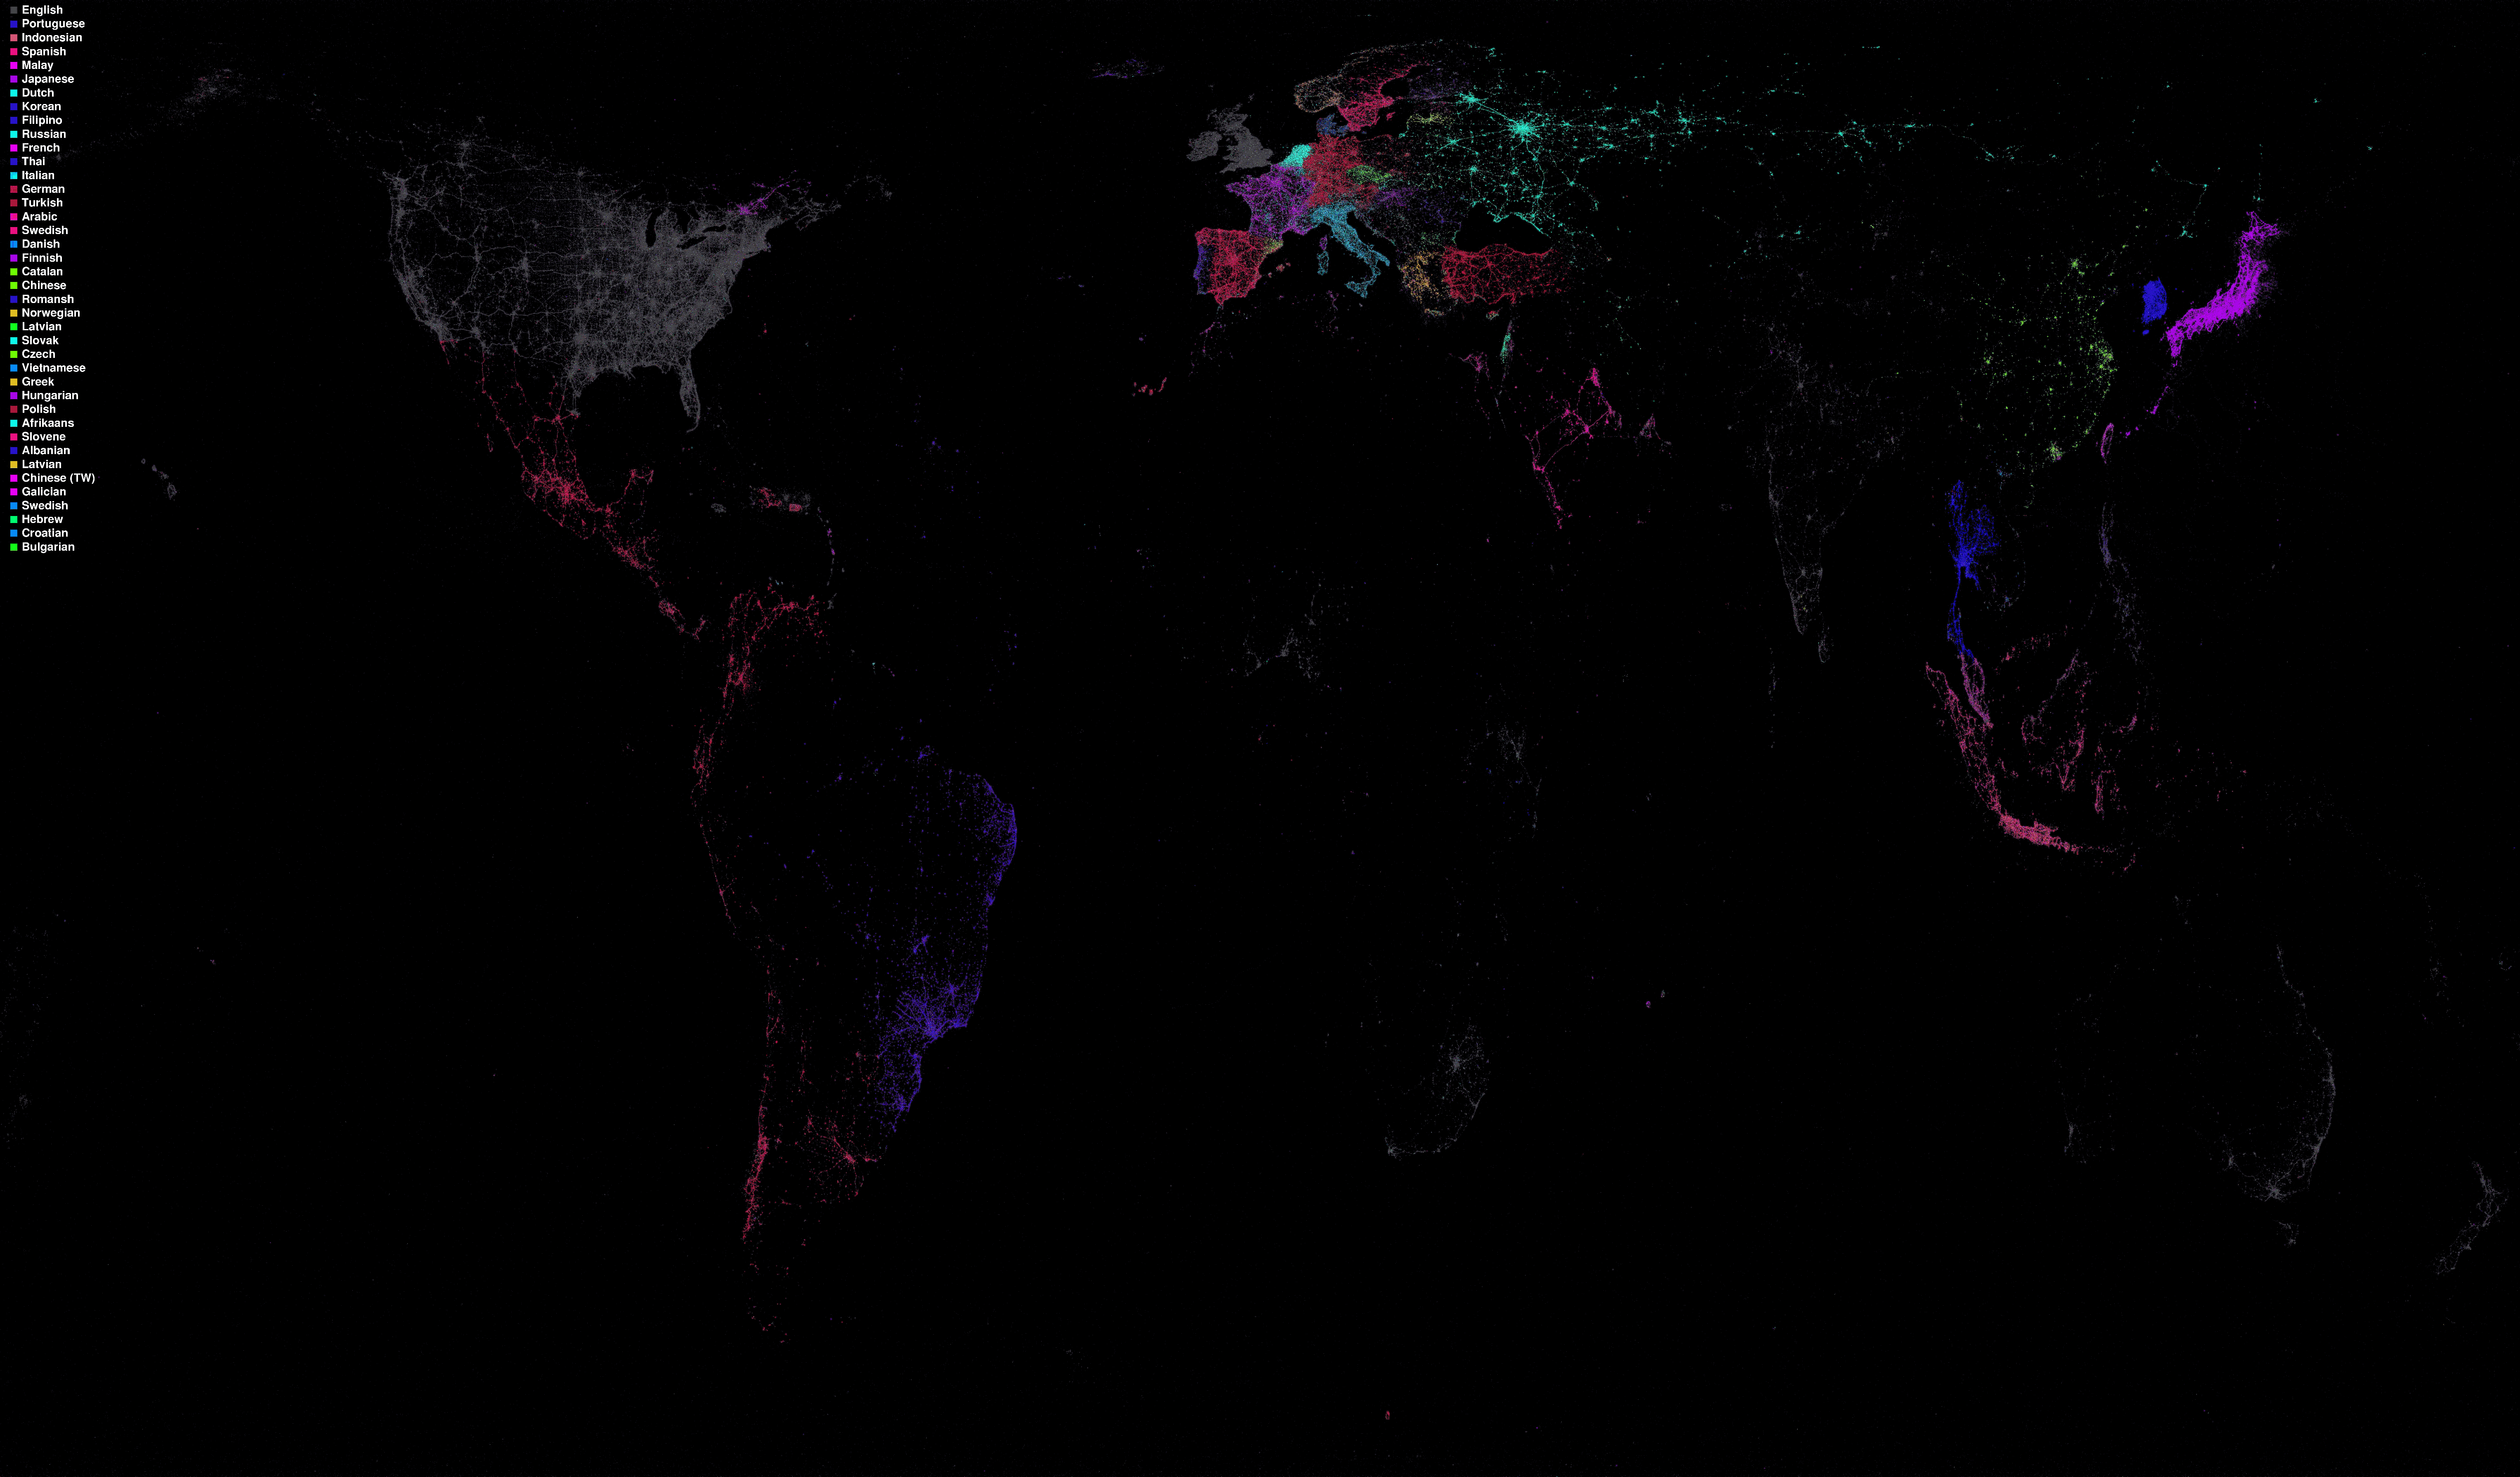 English
Portuguese
Indonesian
Spanish
Malay
Japanese
Dutch
Korean
Filipino
Russian
French
Thai
Italian
German
Turkish
Arabic
Swedish
Danish
Finnish
Catalan
Chinese
Romansh
Norwegian
Latvian
Slovak
Czech
Vietnamese
Greek
Hungarian
Polish
Afrikaans
Slovene
Albanian
Latvian
Chinese (TW)
Galician
Swedish
Hebrew
Croatian
Bulgarian